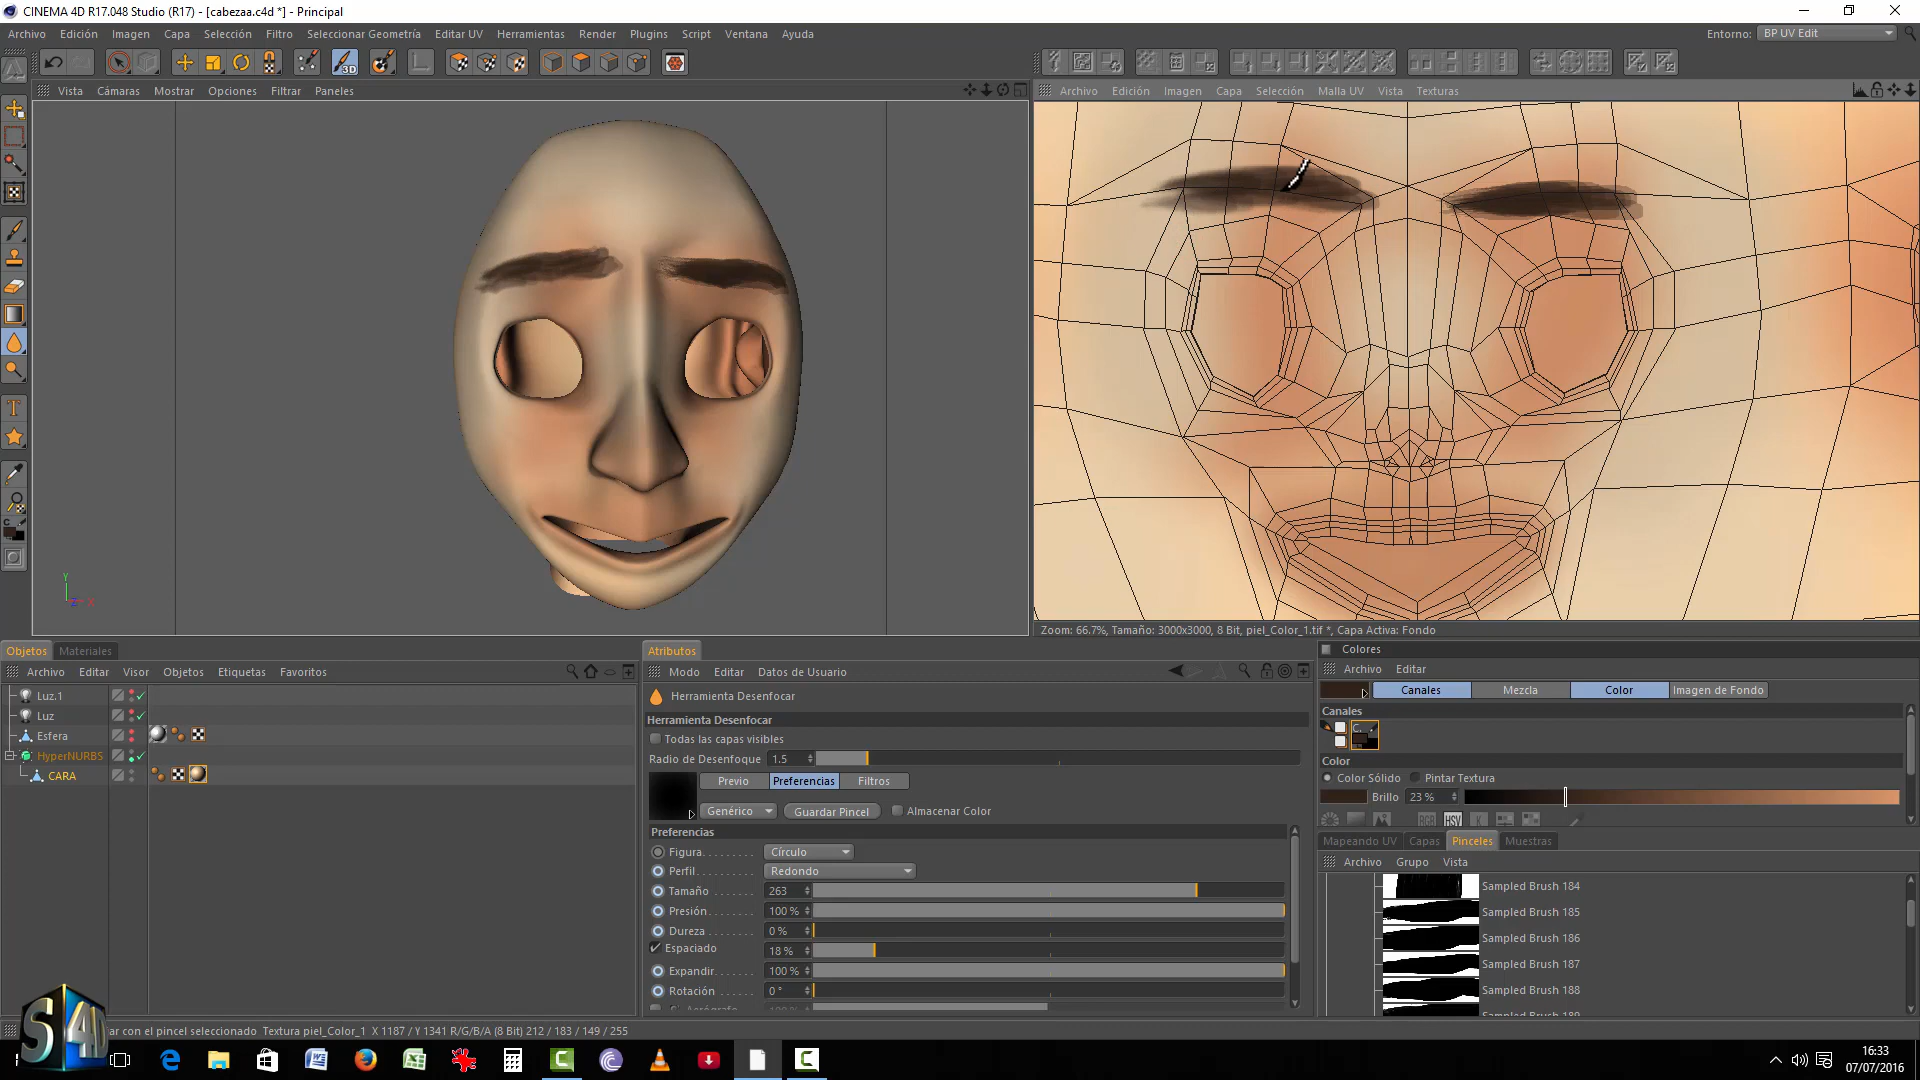 CINEMA 4D R17.048 Studio (R17) - [cabezaa.c4d *] - Principal
Archivo Edición Imagen Capa Selección Filtro Herramientas Seleccionar Geometría Editar UV Render Plugins Script Ventana Ayuda
Entorno: BP UV Edit
3D
Vista Cámaras Mostrar Opciones Filtrar Paneles
Archivo Edición Imagen Capa Selección Malla UV Vista Texturas
Y
Z X
Zoom: 66.7%, Tamaño: 3000x3000, 8 Bit, piel_Color_1.tif *, Capa Activa: Fondo
Objetos Materiales
Archivo Editar Visor Objetos Etiquetas Favoritos
Luz.1
Luz
Esfera
HyperNURBS
CARA
Atributos
Modo Editar Datos de Usuario
Herramienta Desenfocar
Herramienta Desenfocar
Todas las capas visibles
Radio de Desenfoque 1.5
Previo Preferencias Filtros
Genérico Guardar Pincel Almacenar Color
Preferencias
Figura Círculo
Perfil Redondo
Tamaño 263
Presión 100 %
Dureza 0 %
Espaciado 18 %
Expandir 100 %
Rotación 0 °
Colores
Archivo Editar
Canales Mezcla Color Imagen de Fondo
Canales
C
Color
Color Sólido Pintar Textura
Brillo 23 %
RGB HSV K
Mapeando UV Capas Pinceles Muestras
Archivo Grupo Vista
Sampled Brush 184
Sampled Brush 185
Sampled Brush 186
Sampled Brush 187
Sampled Brush 188
S4D
ar con el pincel seleccionado Textura piel_Color_1 X 1187 / Y 1341 R/G/B/A (8 Bit) 212 / 183 / 149 / 255
16:33
07/07/2016